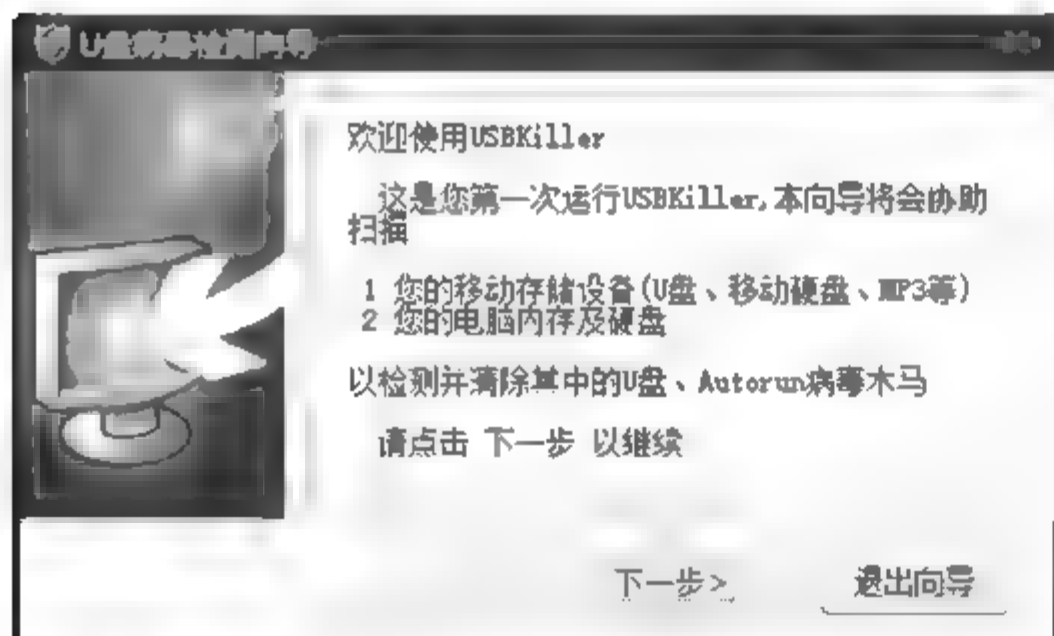 U盘病毒检测向导
欢迎使用USBKiller
这是您第一次运行USBKiller,本向导将会协助
扫描
1 您的移动存储设备(U盘、移动硬盘、MP3等)
2 您的电脑内存及硬盘
以检测并清除其中的U盘、Autorun病毒木马
请点击 下一步 以继续
下一步>
退出向导